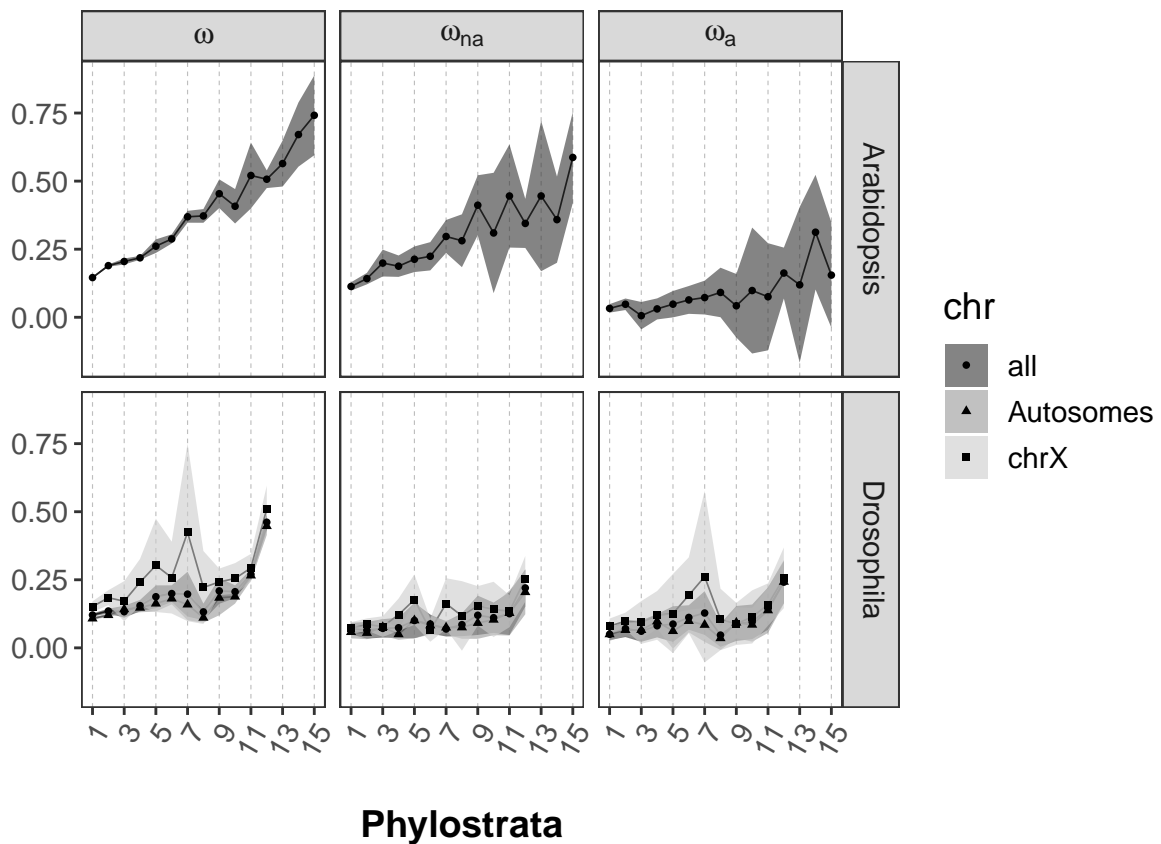 ω ωna ωa
0.75
0.50
0.25
0.00
Arabidopsis
0.75
0.50
0.25
0.00
Drosophila
1 3 5 7 9 11 13 15 1 3 5 7 9 11 13 15 1 3 5 7 9 11 13 15
Phylostrata
chr
all
Autosomes
chrX